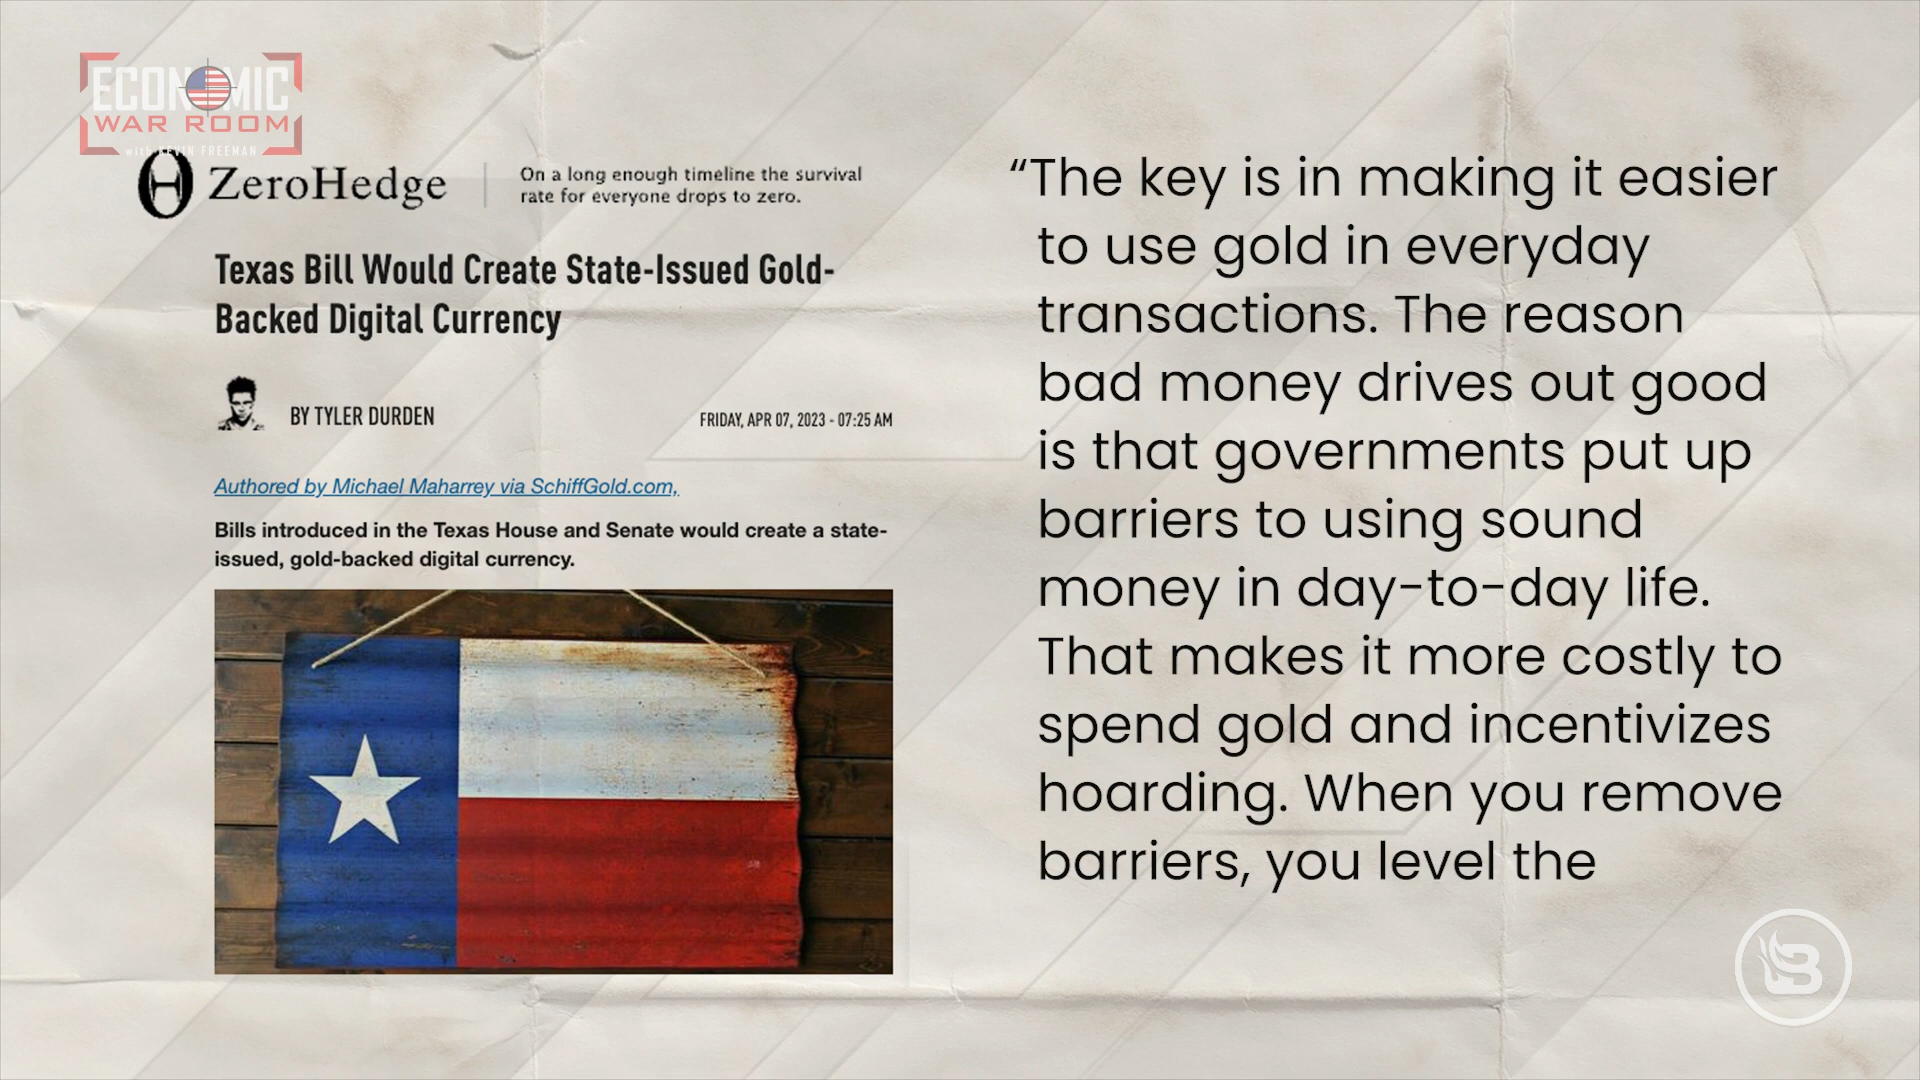 ECONOMIC
WAR ROOM
with KEVIN FREEMAN
ZeroHedge
On a long enough timeline the survival
rate for everyone drops to zero.
Texas Bill Would Create State-Issued Gold-
Backed Digital Currency
BY TYLER DURDEN
FRIDAY, APR 07, 2023 - 07:25 AM
Authored by Michael Maharrey via SchiffGold.com,
Bills introduced in the Texas House and Senate would create a state-
issued, gold-backed digital currency.
“The key is in making it easier
to use gold in everyday
transactions. The reason
bad money drives out good
is that governments put up
barriers to using sound
money in day-to-day life.
That makes it more costly to
spend gold and incentivizes
hoarding. When you remove
barriers, you level the
B